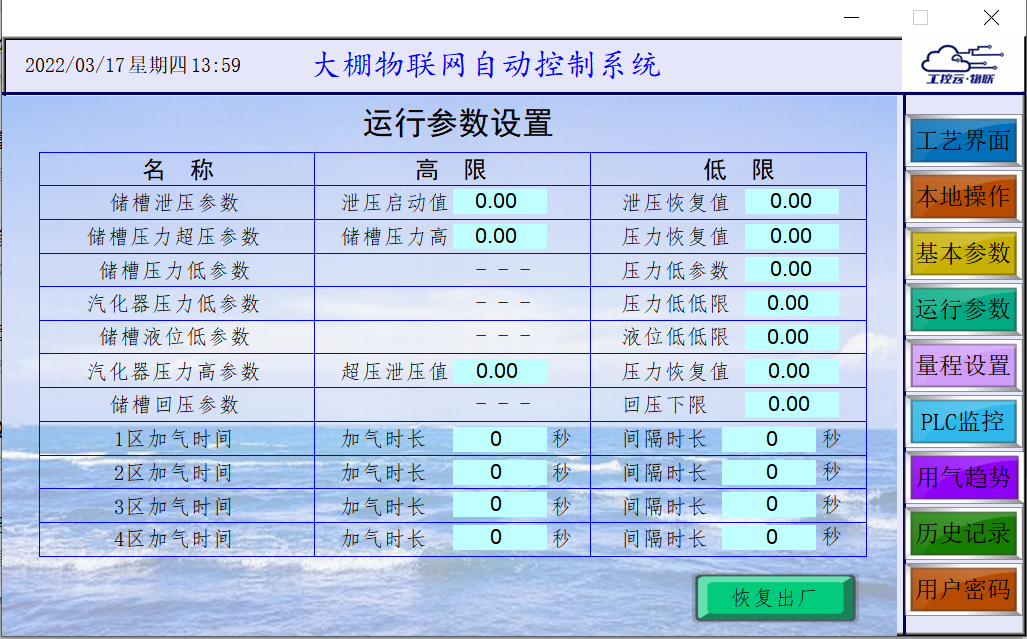 2022/03/17 星期四 13:59
大棚物联网自动控制系统
工控云·物联
运行参数设置
名 称 高 限 低 限
储槽泄压参数 泄压启动值 0.00 泄压恢复值 0.00
储槽压力超压参数 储槽压力高 0.00 压力恢复值 0.00
储槽压力低参数 --- 压力低参数 0.00
汽化器压力低参数 --- 压力低低限 0.00
储槽液位低参数 --- 液位低低限 0.00
汽化器压力高参数 超压泄压值 0.00 压力恢复值 0.00
储槽回压参数 --- 回压下限 0.00
1区加气时间 加气时长 0 秒 间隔时长 0 秒
2区加气时间 加气时长 0 秒 间隔时长 0 秒
3区加气时间 加气时长 0 秒 间隔时长 0 秒
4区加气时间 加气时长 0 秒 间隔时长 0 秒
恢复出厂
工艺界面
本地操作
基本参数
运行参数
量程设置
PLC监控
用气趋势
历史记录
用户密码